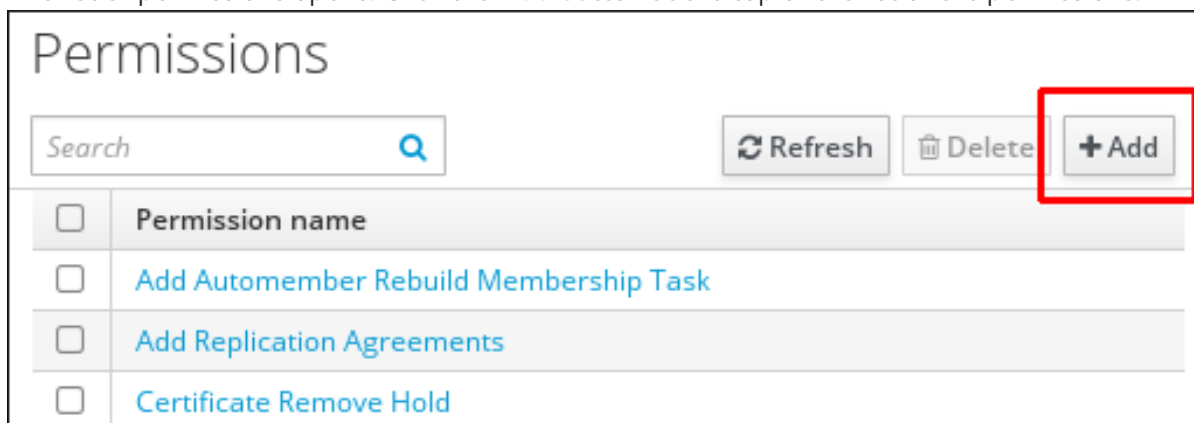 Permissions
Search Refresh Delete +Add
Permission name
Add Automember Rebuild Membership Task
Add Replication Agreements
Certificate Remove Hold